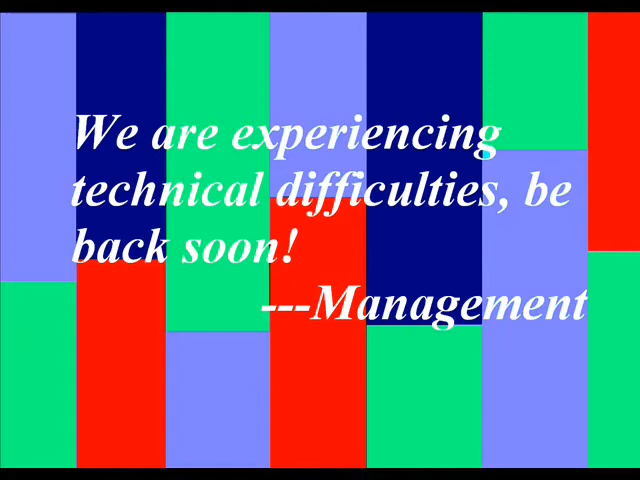 We are experiencing
technical difficulties, be
back soon!
---Management